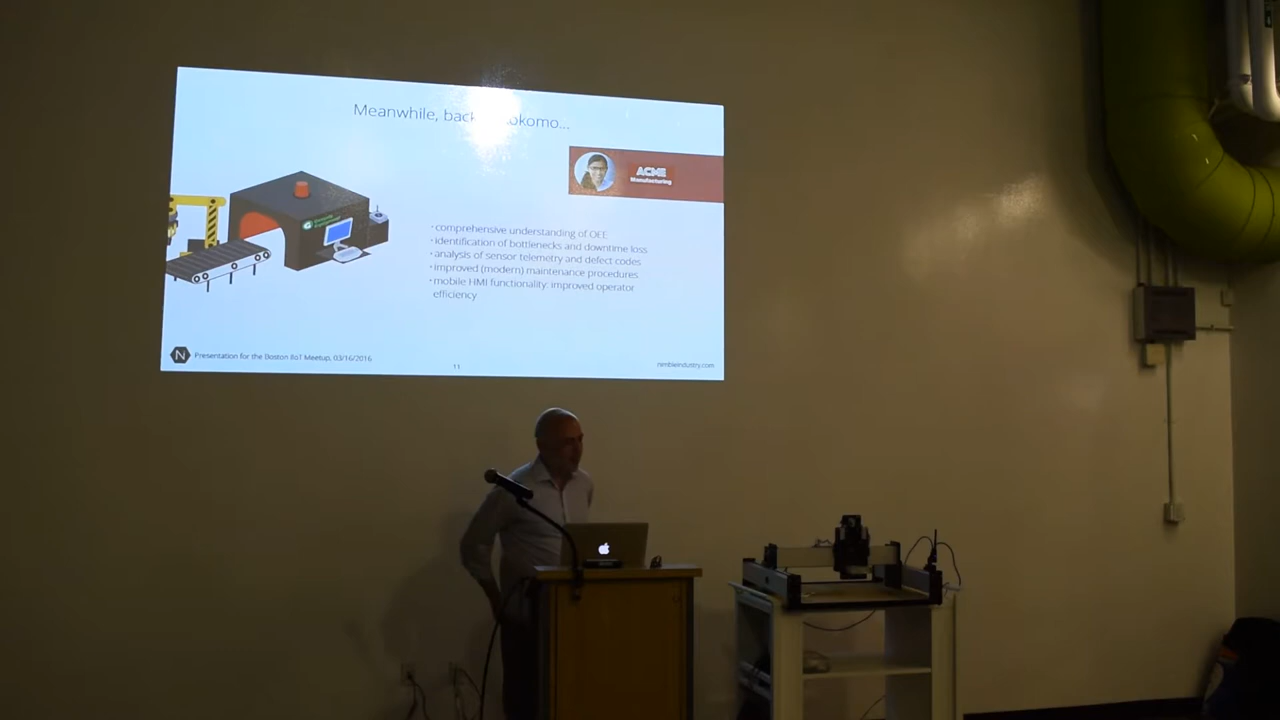 Meanwhile, back okomo...
ACME
Manufacturing
• comprehensive understanding of OEE
• identification of bottlenecks and downtime loss
• analysis of sensor telemetry and defect codes
• improved (modern) maintenance procedures
• mobile HMI functionality: improved operator
efficiency
N
Presentation for the Boston IIoT Meetup, 03/16/2016
11
nimbleindustry.com